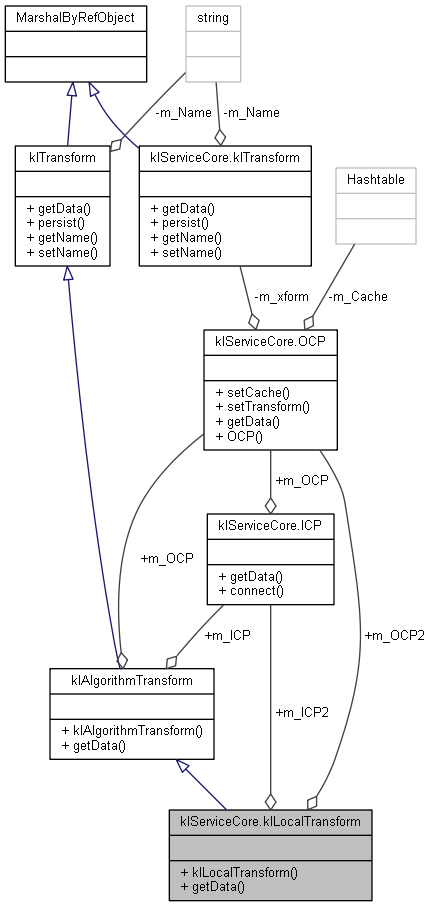 MarshalByRefObject
string
-m_Name
-m_Name
klTransform
+ getData()
+ persist()
+ getName()
+ setName()
klServiceCore.klTransform
+ getData()
+ persist()
+ getName()
+ setName()
Hashtable
-m_xform
-m_Cache
klServiceCore.OCP
+ setCache()
+ setTransform()
+ getData()
+ OCP()
+m_OCP
klServiceCore.ICP
+ getData()
+ connect()
+m_OCP
+m_ICP
+m_OCP2
klAlgorithmTransform
+ klAlgorithmTransform()
+ getData()
+m_ICP2
klServiceCore.klLocalTransform
+ klLocalTransform()
+ getData()